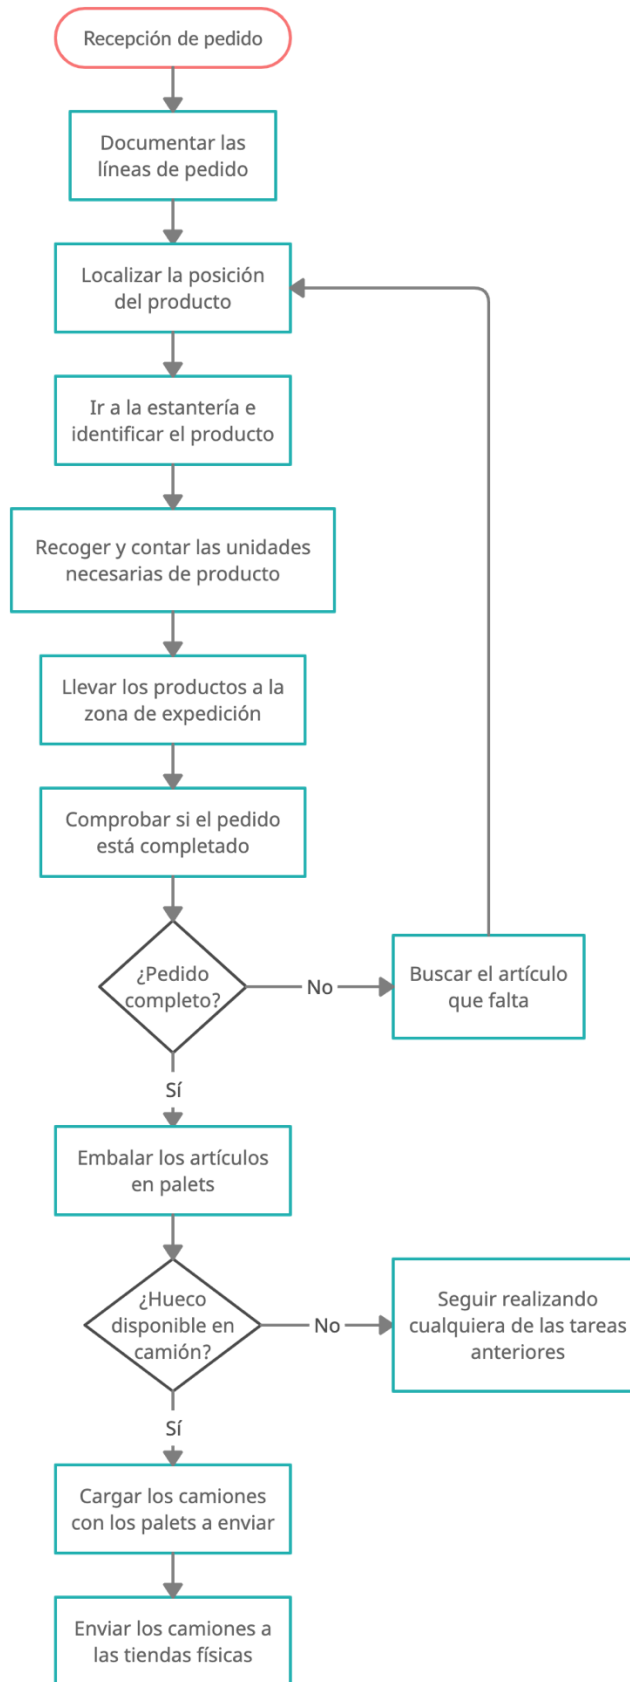 Recepción de pedido
Documentar las
líneas de pedido
Localizar la posición
del producto
Ir a la estantería e
identificar el producto
Recoger y contar las unidades
necesarias de producto
Llevar los productos a la
zona de expedición
Comprobar si el pedido
está completado
¿Pedido
completo?
No
Buscar el artículo
que falta
Sí
Embalar los artículos
en palets
¿Hueco
disponible en
camión?
No
Seguir realizando
cualquiera de las tareas
anteriores
Sí
Cargar los camiones
con los palets a enviar
Enviar los camiones a
las tiendas físicas